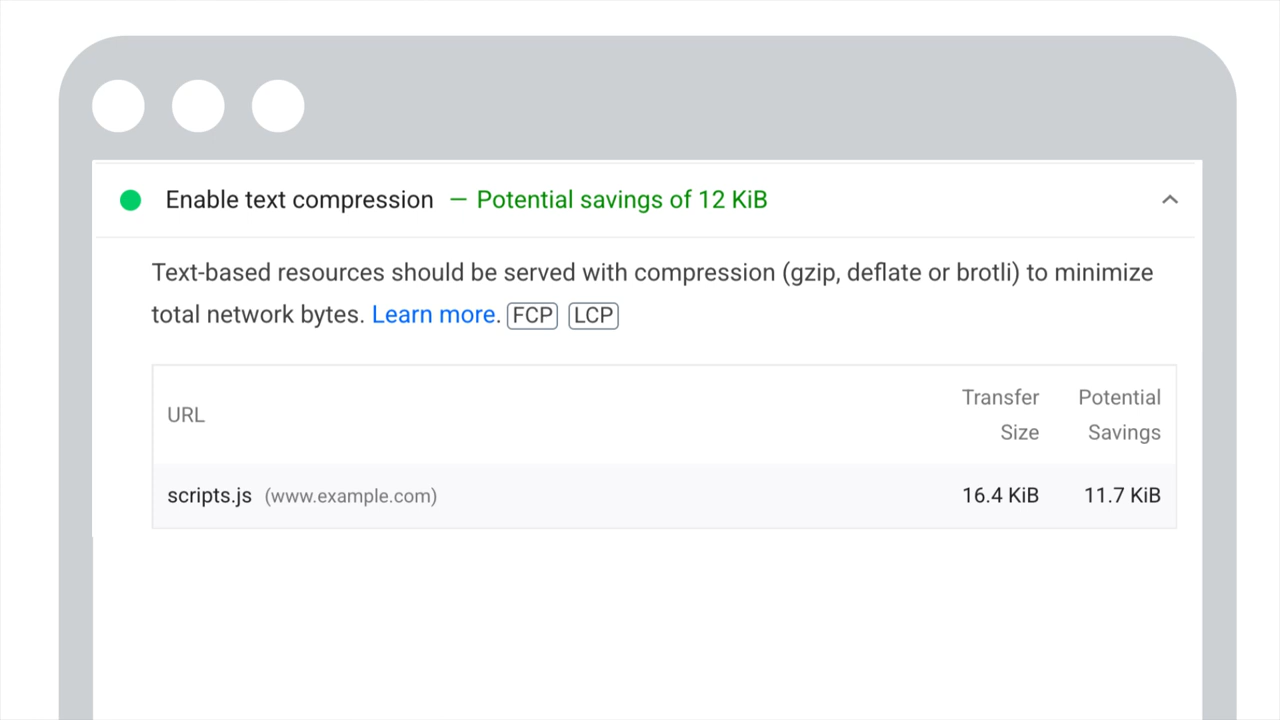 Enable text compression — Potential savings of 12 KiB
Text-based resources should be served with compression (gzip, deflate or brotli) to minimize
total network bytes. Learn more. FCP LCP
URL Transfer Size Potential Savings
scripts.js (www.example.com) 16.4 KiB 11.7 KiB